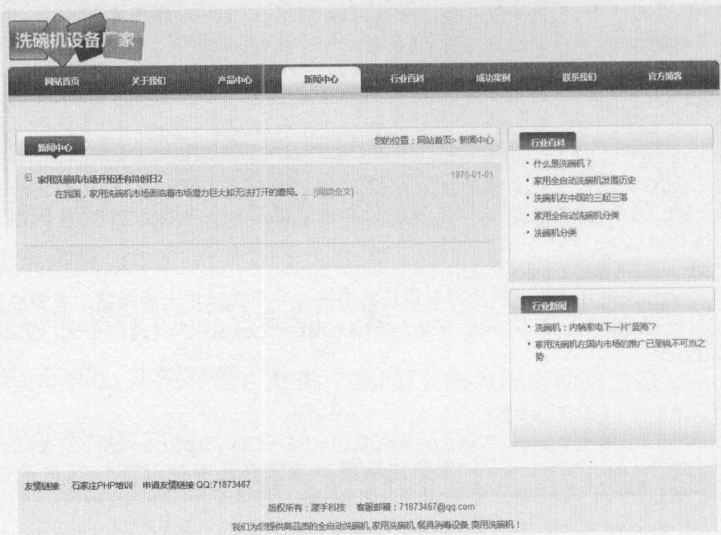 洗碗机设备厂家
网站首页 关于我们 产品中心 新闻中心 行业百科 成功案例 联系我们 官方博客
新闻中心 您的位置：网站首页> 新闻中心
家用洗碗机市场开拓还有待时日2 1970-01-01
在我国，家用洗碗机市场面临着市场潜力巨大却无法打开的窘局。... [阅读全文]
行业百科
什么是洗碗机？
家用全自动洗碗机发展历史
洗碗机在中国的三起三落
家用全自动洗碗机分类
洗碗机分类
行业新闻
洗碗机：内销家电下一片“蓝海”?
家用洗碗机在国内市场的推广已呈锐不可当之
势
友情链接 石家庄PHP培训 申请友情链接 QQ:71873467
版权所有：濯手科技 客服邮箱：71873467@qq.com
我们为您提供高品质的全自动洗碗机,家用洗碗机,餐具消毒设备,商用洗碗机！